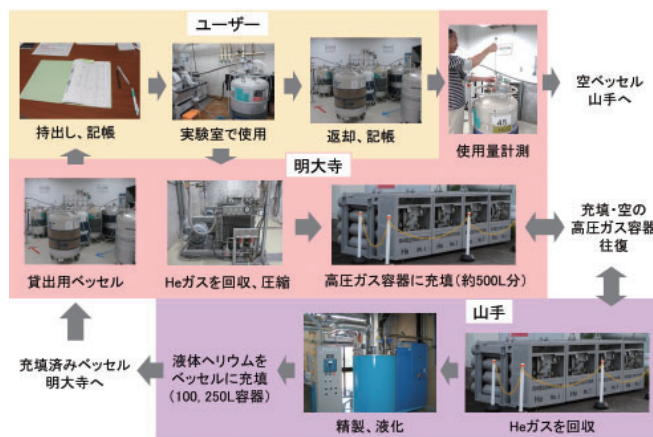 ユーザー
持出し、記帳
実験室で使用
返却、記帳
使用量計測
45
空ベッセル
山手へ
明大寺
貸出用ベッセル
Heガスを回収、圧縮
高圧ガス容器に充填(約500L分)
充填・空の
高圧ガス容器
往復
山手
充填済みベッセル
明大寺へ
液体ヘリウムを
ベッセルに充填
(100, 250L容器)
精製、液化
Heガスを回収